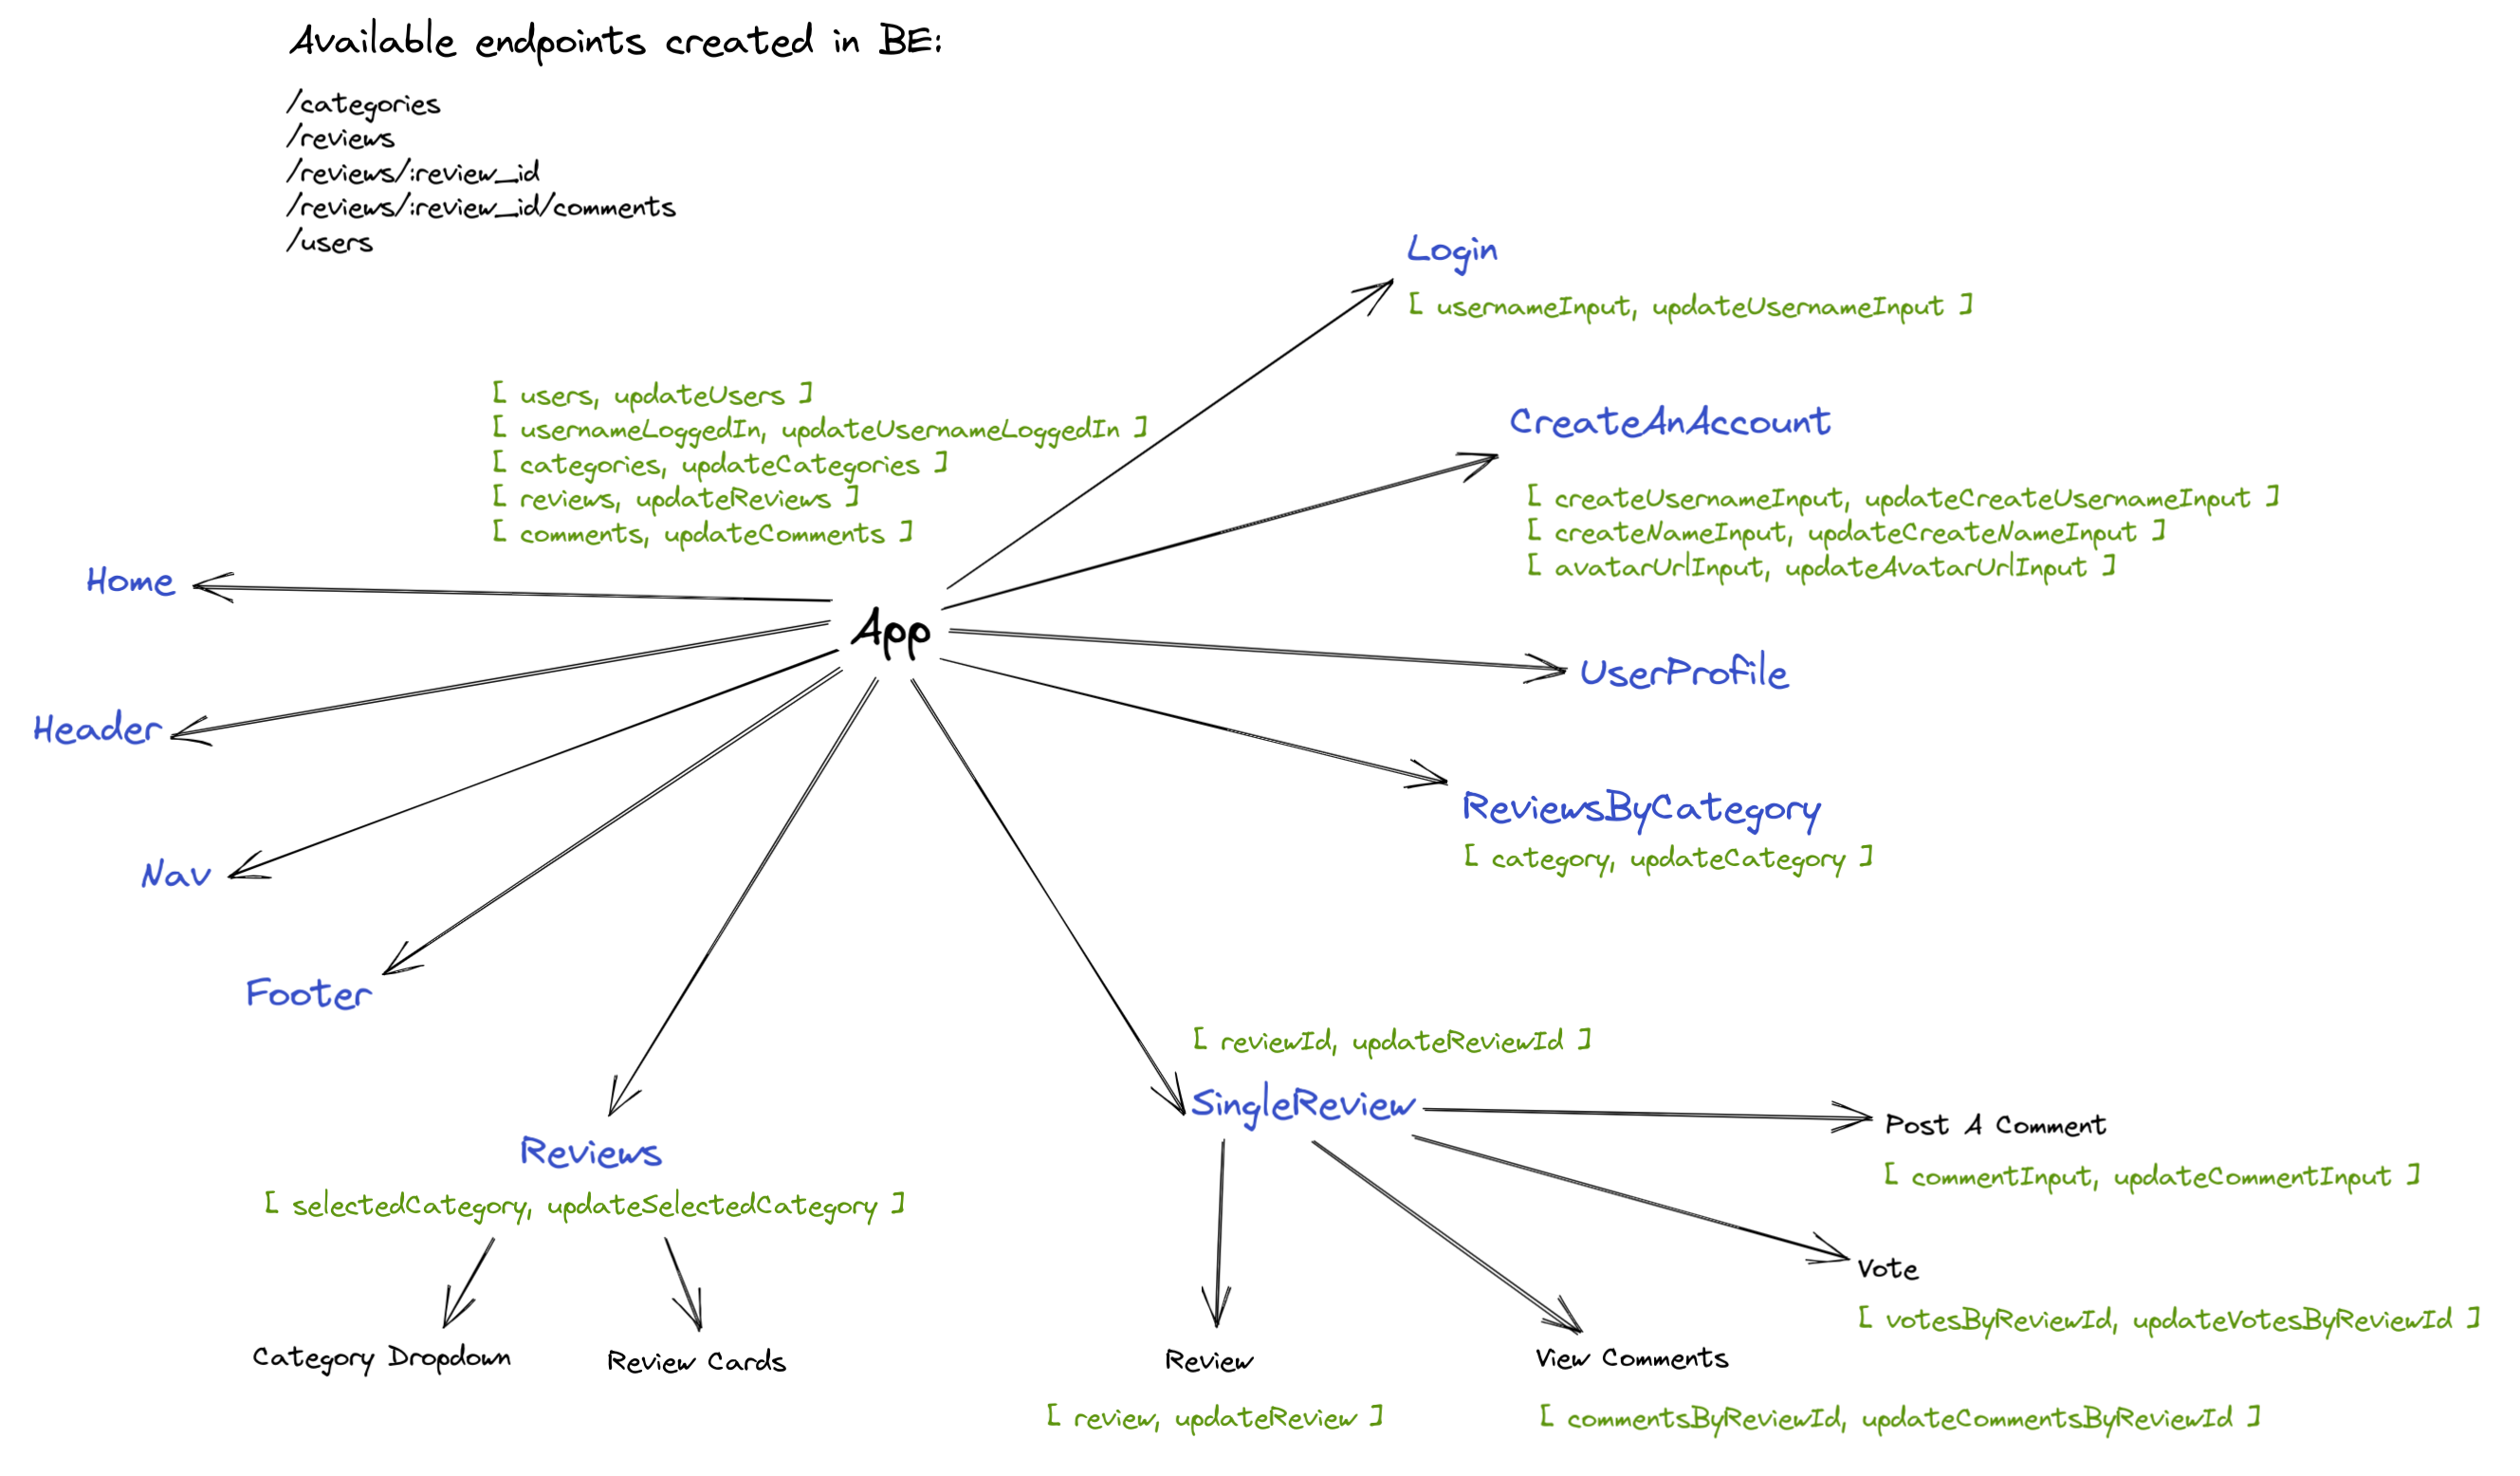 Available endpoints created in BE:
/categories
/reviews
/reviews/:review_id
/reviews/:review_id/comments
/users
Login
[ usernameInput, updateUsernameInput ]
[ users, updateUsers ]
[ usernameLoggedIn, updateUsernameLoggedIn ]
[ categories, updateCategories ]
[ reviews, updateReviews ]
[ comments, updateComments ]
CreateAnAccount
[ createUsernameInput, updateCreateUsernameInput ]
[ createNameInput, updateCreateNameInput ]
[ avatarUrlInput, updateAvatarUrlInput ]
Home
App
UserProfile
Header
ReviewsByCategory
[ category, updateCategory ]
Nav
Footer
[ reviewId, updateReviewId ]
SingleReview
Post A Comment
[ commentInput, updateCommentInput ]
Reviews
[ selectedCategory, updateSelectedCategory ]
Vote
[ votesByReviewId, updateVotesByReviewId ]
Category Dropdown
Review Cards
Review
[ review, updateReview ]
View Comments
[ commentsByReviewId, updateCommentsByReviewId ]